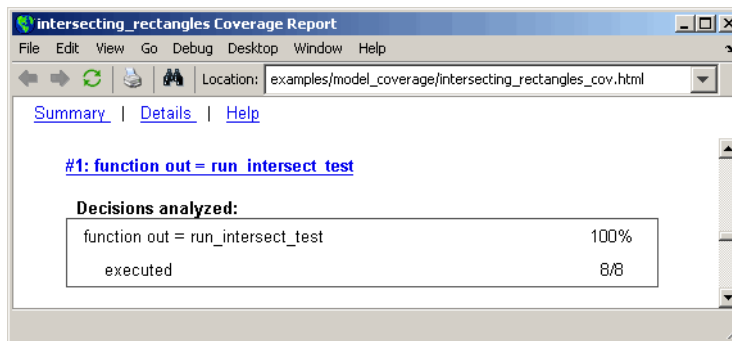 intersecting_rectangles Coverage Report
File Edit View Go Debug Desktop Window Help
Location: examples/model_coverage/intersecting_rectangles_cov.html
Summary | Details | Help
#1: function out = run_intersect_test
Decisions analyzed:
function out = run_intersect_test 100%
executed 8/8